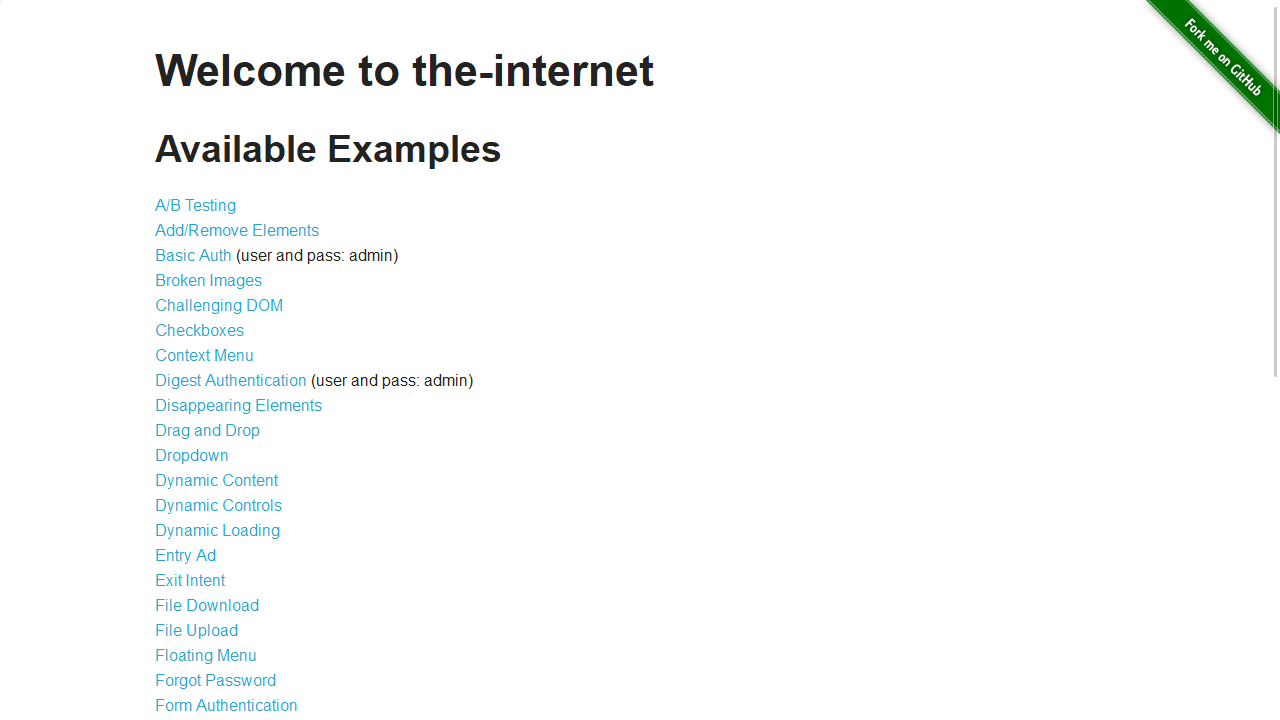 Welcome to the-internet
Fork me on GitHub
Available Examples
A/B Testing
Add/Remove Elements
Basic Auth (user and pass: admin)
Broken Images
Challenging DOM
Checkboxes
Context Menu
Digest Authentication (user and pass: admin)
Disappearing Elements
Drag and Drop
Dropdown
Dynamic Content
Dynamic Controls
Dynamic Loading
Entry Ad
Exit Intent
File Download
File Upload
Floating Menu
Forgot Password
Form Authentication